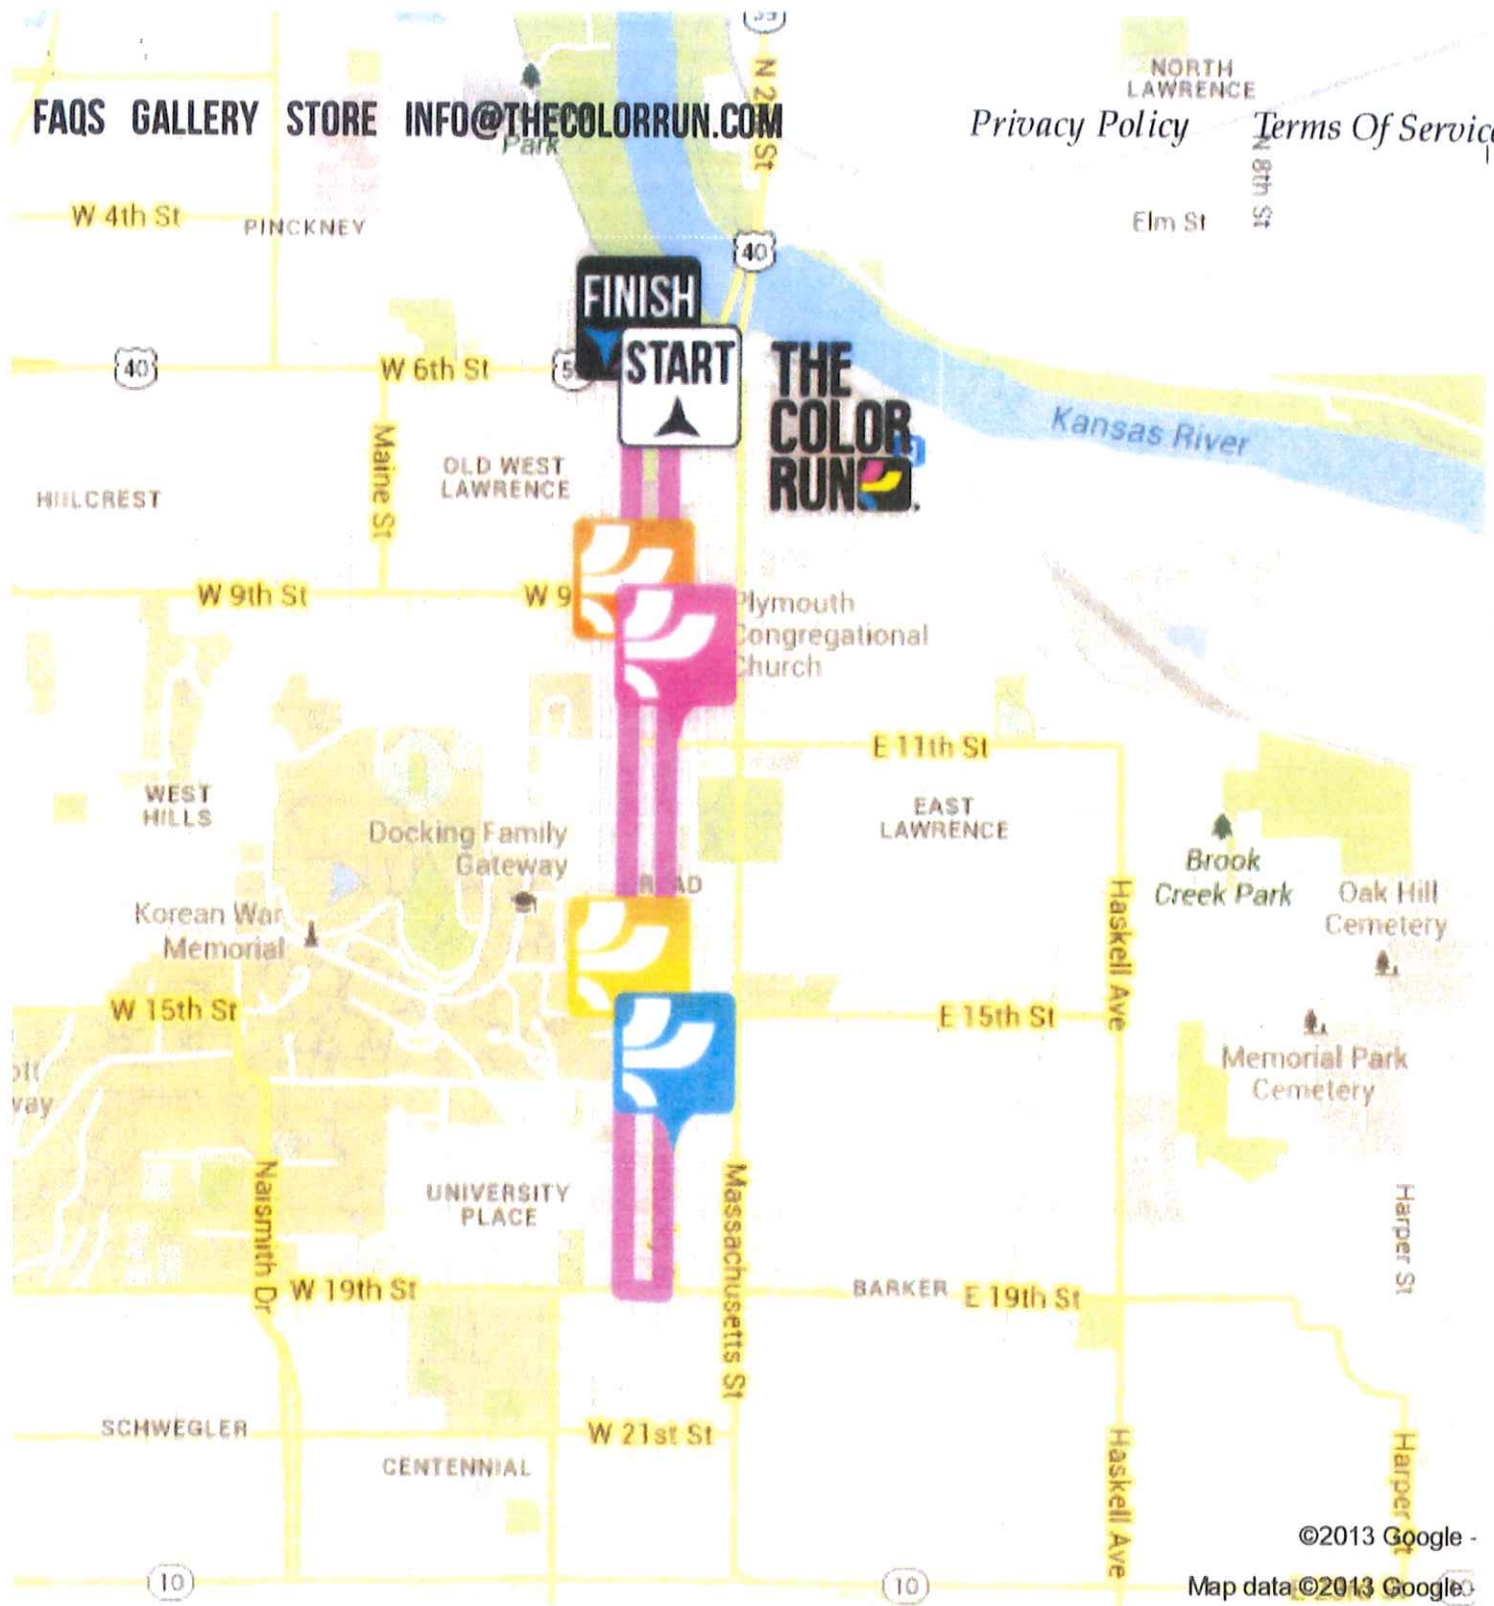 N 2
St
NORTH
LAWRENCE
FAQS GALLERY STORE INFO@THECOLORRUN.COM
Privacy Policy
Terms Of Servic
Park
N 8th St
W 4th St
PINCKNEY
Elm St
40
FINISH
START
THE
COLOR
RUN
40
W 6th St
5
Kansas River
Maine St
OLD WEST
LAWRENCE
HILLCREST
W 9th St
W 9
Plymouth
Congregational
Church
E 11th St
WEST
HILLS
EAST
LAWRENCE
Docking Family
Gateway
Brook
Creek Park
Oak Hill
Cemetery
Haskell Ave
Korean War
Memorial
W 15th St
E 15th St
Memorial Park
Cemetery
ott
way
Naismith Dr
UNIVERSITY
PLACE
Massachusetts St
Harper St
W 19th St
BARKER
E 19th St
SCHWEGLER
W 21st St
CENTENNIAL
Haskell Ave
Harper St
©2013 Google -
10
10
Map data ©2013 Google -